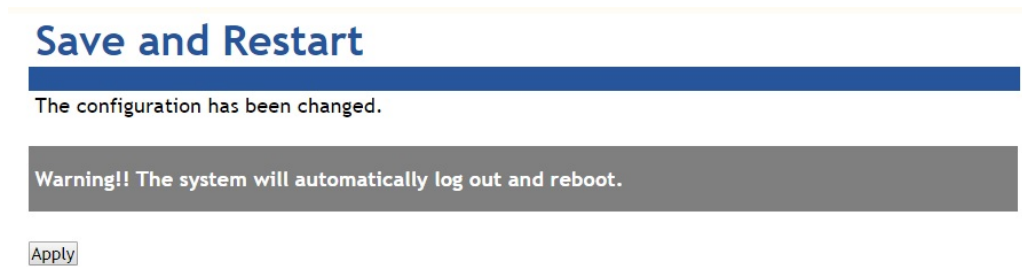 Save and Restart
The configuration has been changed.
Warning!! The system will automatically log out and reboot.
Apply